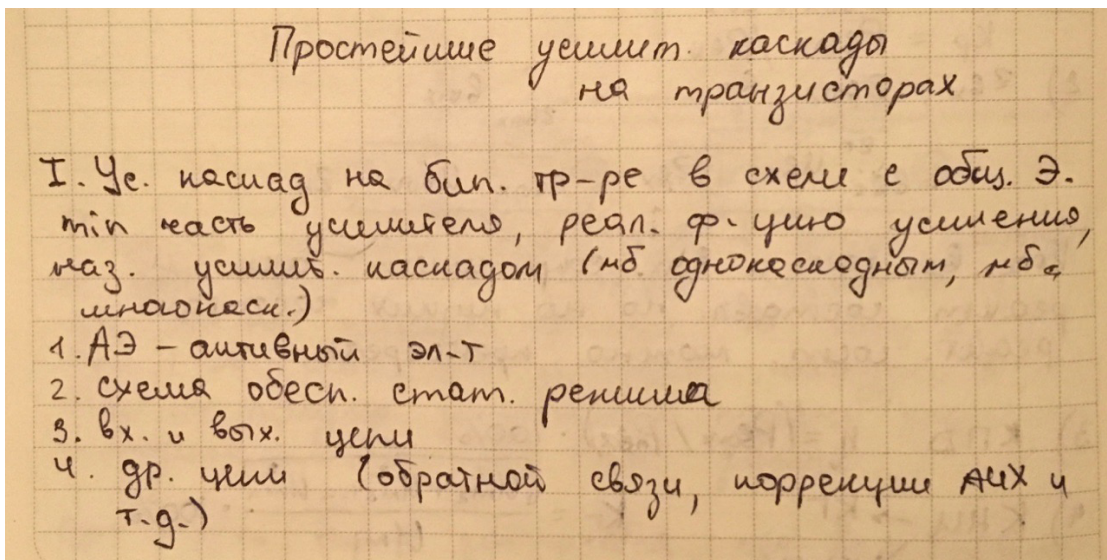 Простейшие усилит. каскады
на транзисторах
I. Ус. каскад на бип. тр-ре в схеме с общ. Э.
min часть усилителя, реал. ф-цию усиления,
наз. усилит. каскадом (мб однокаскадным, мб
многокаск.)
1. АЭ – активный эл-т
2. схема обесп. стат. режима
3. вх. и вых. цепи
4. др. цепи (обратной связи, коррекции АЧХ и
т.д.)